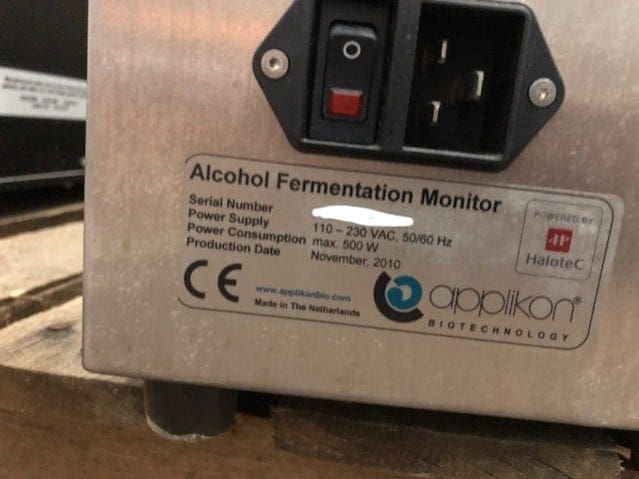 Alcohol Fermentation Monitor
Serial Number
Power Supply 110 – 230 VAC, 50/60 Hz
Power Consumption max. 500 W
Production Date November, 2010
POWERED BY
HaloteC
CE
www.applikonbio.com
Made in The Netherlands
applikon®
BIOTECHNOLOGY